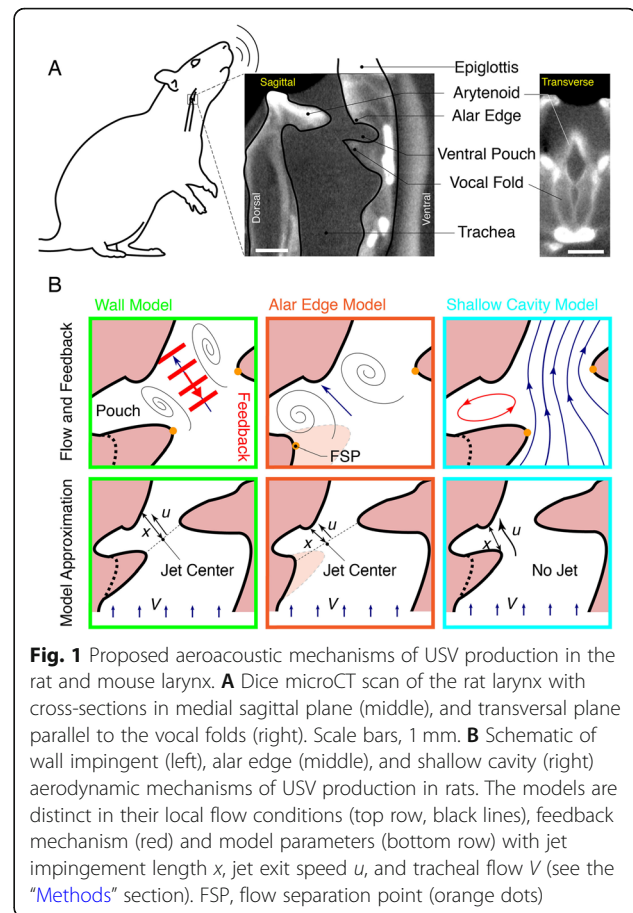 A
Sagittal
Dorsal
Ventral
Epiglottis
Arytenoid
Alar Edge
Ventral Pouch
Vocal Fold
Trachea
Transverse
B
Wall Model
Alar Edge Model
Shallow Cavity Model
Flow and Feedback
Pouch
Feedback
FSP
Model Approximation
u
x
Jet Center
V
u
x
Jet Center
V
u
x
No Jet
V
Fig. 1 Proposed aeroacoustic mechanisms of USV production in the
rat and mouse larynx. A Dice microCT scan of the rat larynx with
cross-sections in medial sagittal plane (middle), and transversal plane
parallel to the vocal folds (right). Scale bars, 1 mm. B Schematic of
wall impingent (left), alar edge (middle), and shallow cavity (right)
aerodynamic mechanisms of USV production in rats. The models are
distinct in their local flow conditions (top row, black lines), feedback
mechanism (red) and model parameters (bottom row) with jet
impingement length x, jet exit speed u, and tracheal flow V (see the
“Methods” section). FSP, flow separation point (orange dots)